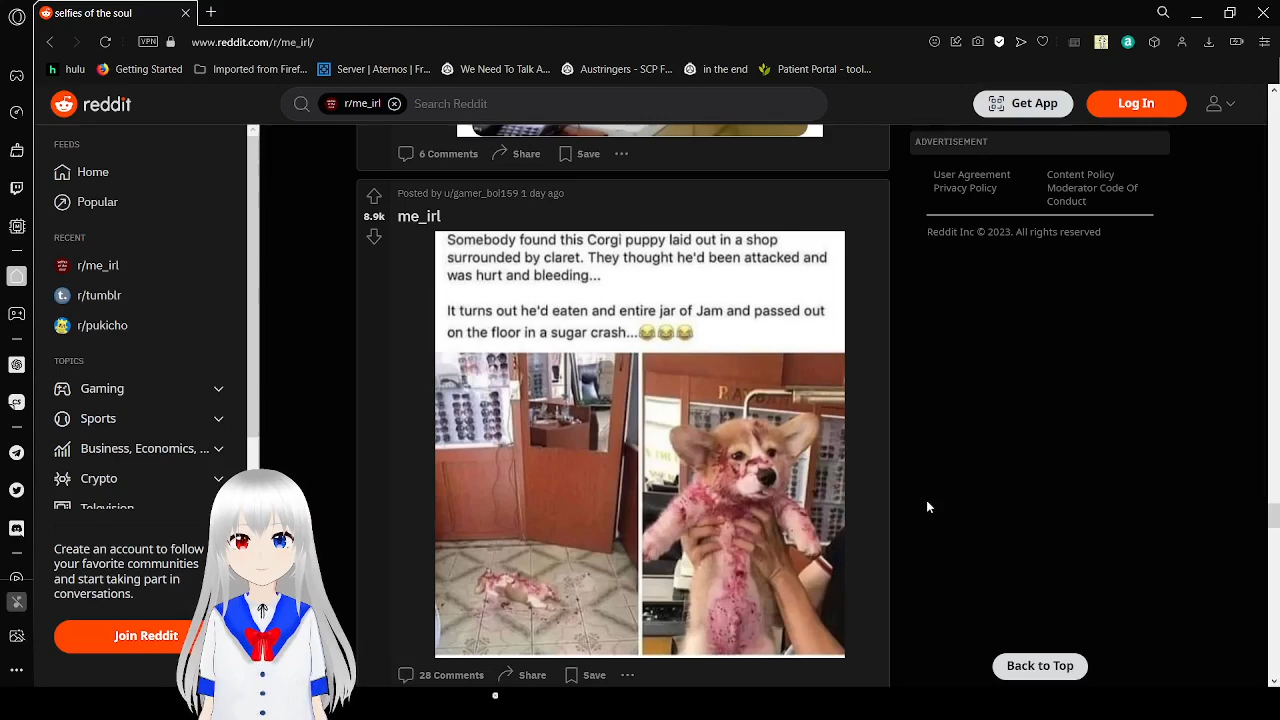 selfies of the soul
VPN
www.reddit.com/r/me_irl/
hulu
Getting Started
Imported from Firef...
Server | Aternos | Fr...
We Need To Talk A...
Austringers - SCP F...
in the end
Patient Portal - tool...
reddit
r/me_irl
Search Reddit
Get App
Log In
FEEDS
Home
Popular
RECENT
r/me_irl
r/tumblr
r/pukicho
TOPICS
Gaming
Sports
Business, Economics, ...
Crypto
Television
Create an account to follow
your favorite communities
and start taking part in
conversations.
Join Reddit
6 Comments
Share
Save
Posted by u/gamer_bol159 1 day ago
8.9k
me_irl
Somebody found this Corgi puppy laid out in a shop
surrounded by claret. They thought he'd been attacked and
was hurt and bleeding...
It turns out he'd eaten and entire jar of Jam and passed out
on the floor in a sugar crash...😂😂😂
28 Comments
Share
Save
ADVERTISEMENT
User Agreement
Privacy Policy
Content Policy
Moderator Code Of
Conduct
Reddit Inc © 2023. All rights reserved
Back to Top